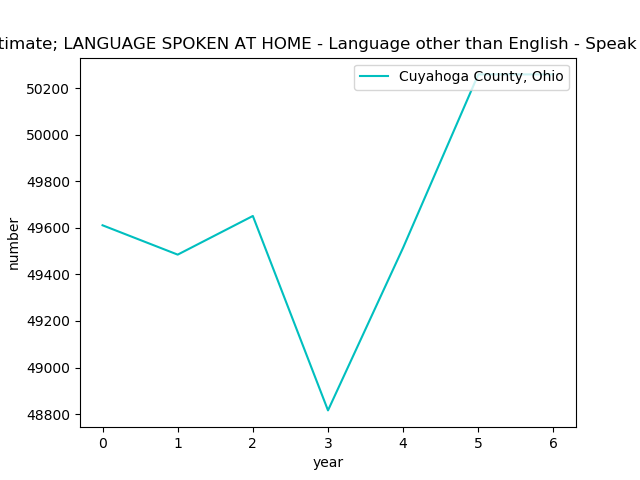 timate; LANGUAGE SPOKEN AT HOME - Language other than English - Speak
Cuyahoga County, Ohio
50200
50000
49800
49600
49400
49200
49000
48800
number
0 1 2 3 4 5 6
year